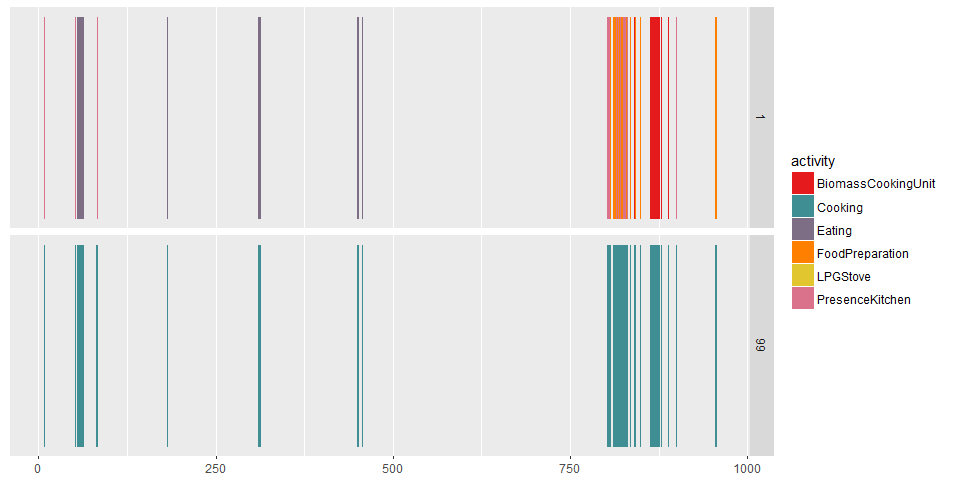 1
99
0
250
500
750
1000
activity
BiomassCookingUnit
Cooking
Eating
FoodPreparation
LPGStove
PresenceKitchen